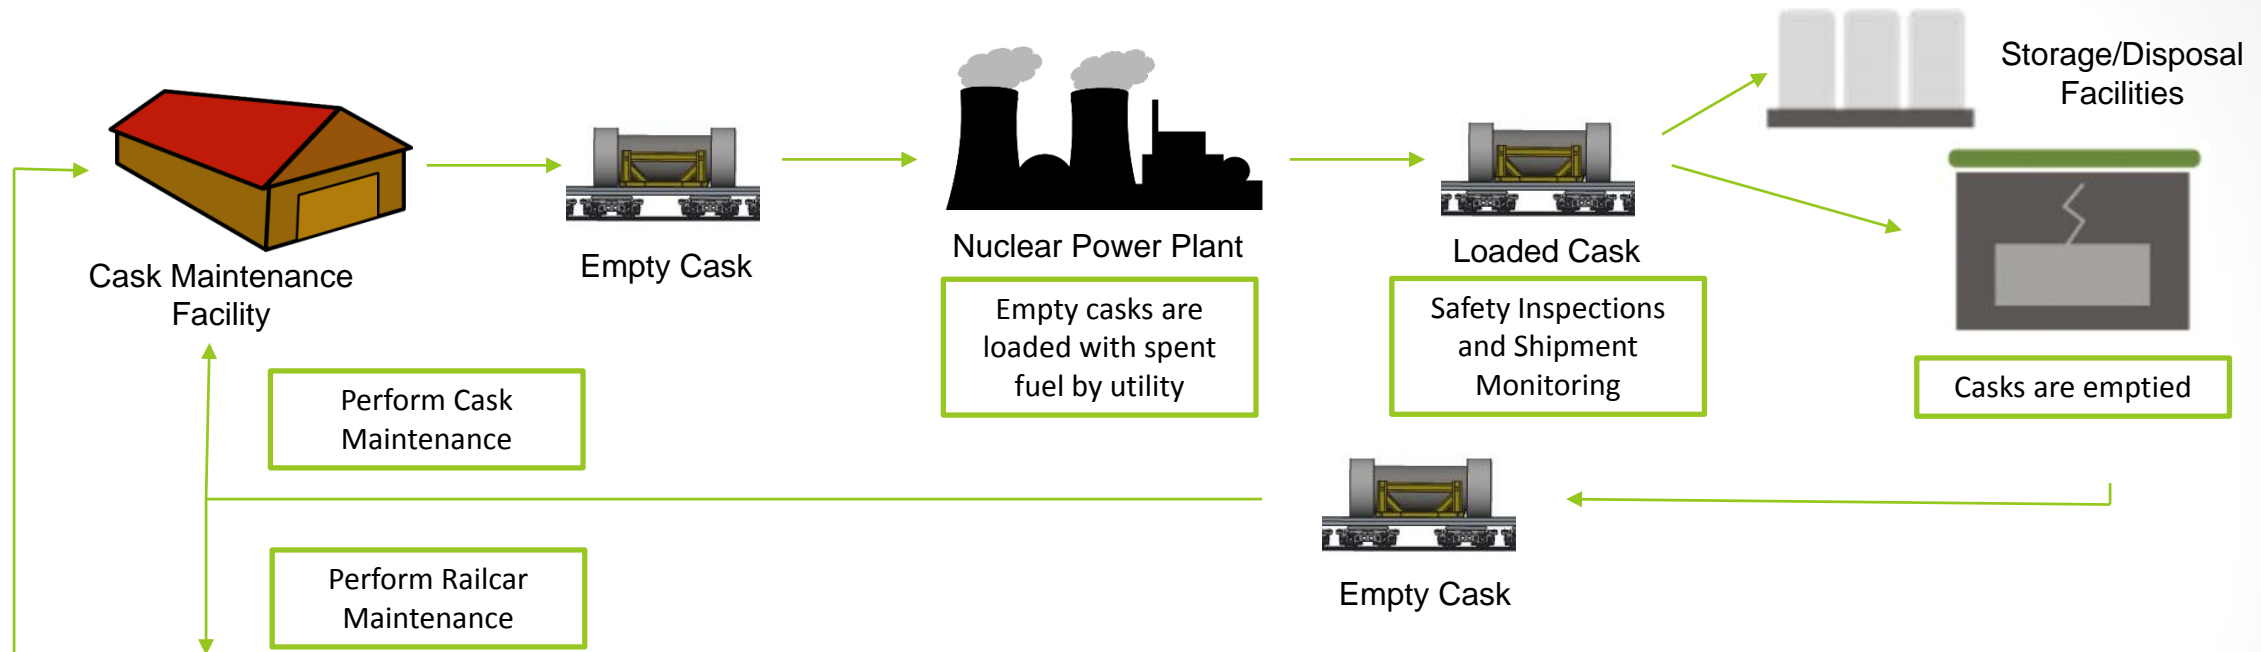 Storage/Disposal
Facilities
Cask Maintenance
Facility
Empty Cask
Nuclear Power Plant
Empty casks are
loaded with spent
fuel by utility
Loaded Cask
Safety Inspections
and Shipment
Monitoring
Casks are emptied
Perform Cask
Maintenance
Empty Cask
Perform Railcar
Maintenance